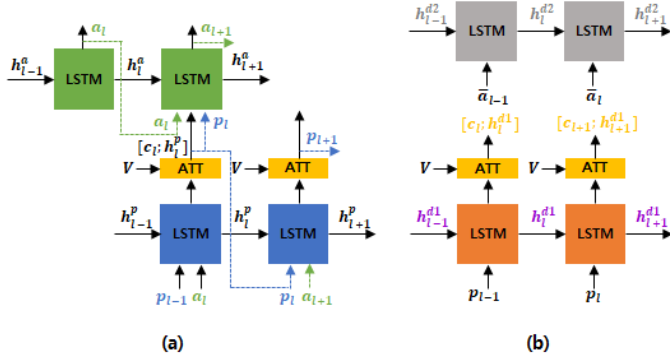 a_l a_{l+1}
h^a_{l-1} LSTM h^a_l LSTM h^a_{l+1}
a_l p_l
[c_l; h^p_l] p_{l+1}
V ATT V ATT
h^p_{l-1} LSTM h^p_l LSTM h^p_{l+1}
p_{l-1} a_l p_l a_{l+1}
(a)
h^{d2}_{l-1} LSTM h^{d2}_l LSTM h^{d2}_{l+1}
ā_{l-1} ā_l
[c_l; h^{d1}_l] [c_{l+1}; h^{d1}_{l+1}]
V ATT V ATT
h^{d1}_{l-1} LSTM h^{d1}_l LSTM h^{d1}_{l+1}
p_{l-1} p_l
(b)